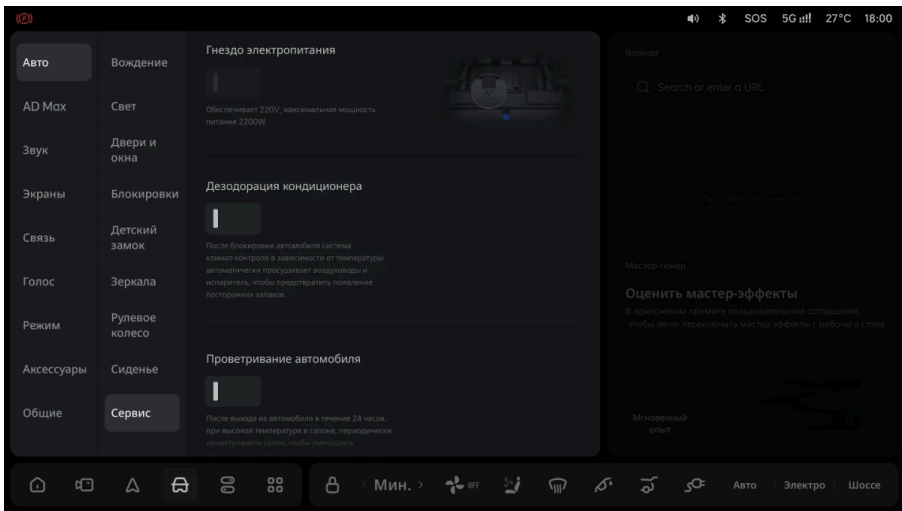 (P)
SOS
5G
27°C
18:00
Авто
AD Max
Звук
Экраны
Связь
Голос
Режим
Аксессуары
Общие
Вождение
Свет
Двери и
окна
Блокировки
Детский
замок
Зеркала
Рулевое
колесо
Сиденье
Сервис
Гнездо электропитания
Обеспечивает 220V, максимальная мощность
питания 2200W
Дезодорация кондиционера
После блокировки автомобиля система
климат-контроля в зависимости от температуры
автоматически просушивает воздуховоды и
испаритель, чтобы предотвратить появление
посторонних запахов.
Проветривание автомобиля
После выхода из автомобиля в течение 24 часов,
при высокой температуре в салоне, периодически
проветривайте салон, чтобы уменьшить
Browser
Search or enter a URL
Мастер-тюнер
Оценить мастер-эффекты
В приложении примите пользовательское соглашение,
чтобы легко переключать мастер-эффекты с рабочего стола.
Мгновенный
опыт
Мин.
OFF
Авто
Электро
Шоссе